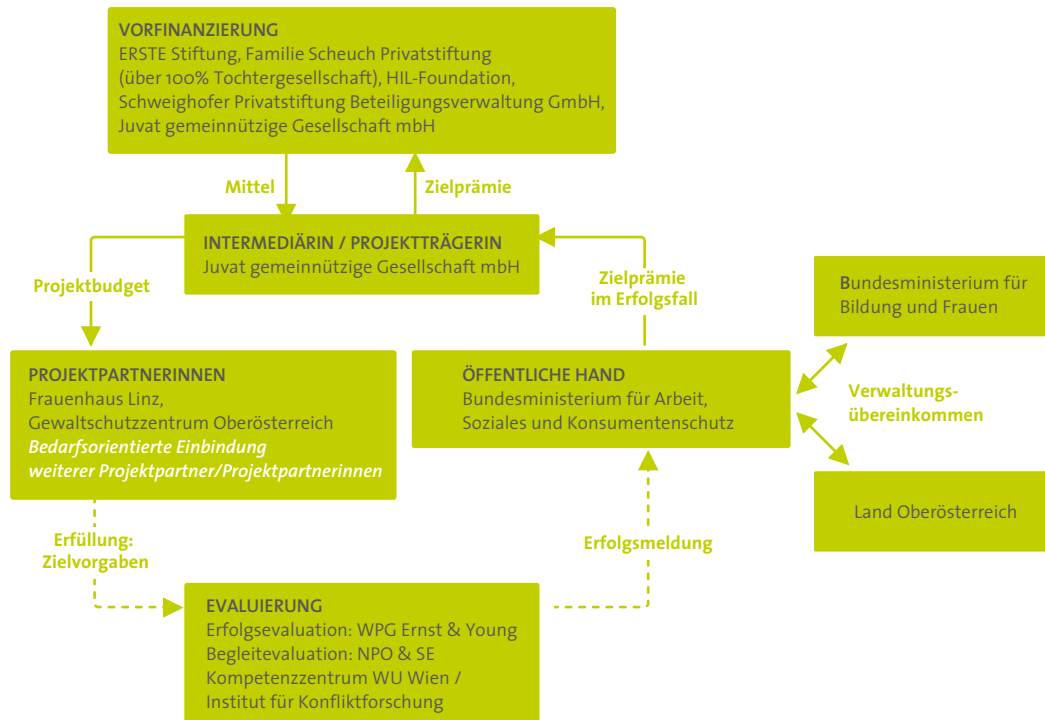 VORFINANZIERUNG
ERSTE Stiftung, Familie Scheuch Privatstiftung
(über 100% Tochtergesellschaft), HIL-Foundation,
Schweighofer Privatstiftung Beteiligungsverwaltung GmbH,
Juvat gemeinnützige Gesellschaft mbH
Mittel
Zielprämie
INTERMEDIÄRIN / PROJEKTTRÄGERIN
Juvat gemeinnützige Gesellschaft mbH
Projektbudget
Zielprämie
im Erfolgsfall
Bundesministerium für
Bildung und Frauen
PROJEKTPARTNERINNEN
Frauenhaus Linz,
Gewaltschutzzentrum Oberösterreich
Bedarfsorientierte Einbindung
weiterer Projektpartner/Projektpartnerinnen
ÖFFENTLICHE HAND
Bundesministerium für Arbeit,
Soziales und Konsumentenschutz
Verwaltungs-
übereinkommen
Land Oberösterreich
Erfüllung:
Zielvorgaben
Erfolgsmeldung
EVALUIERUNG
Erfolgsevaluation: WPG Ernst & Young
Begleitevaluation: NPO & SE
Kompetenzzentrum WU Wien /
Institut für Konfliktforschung